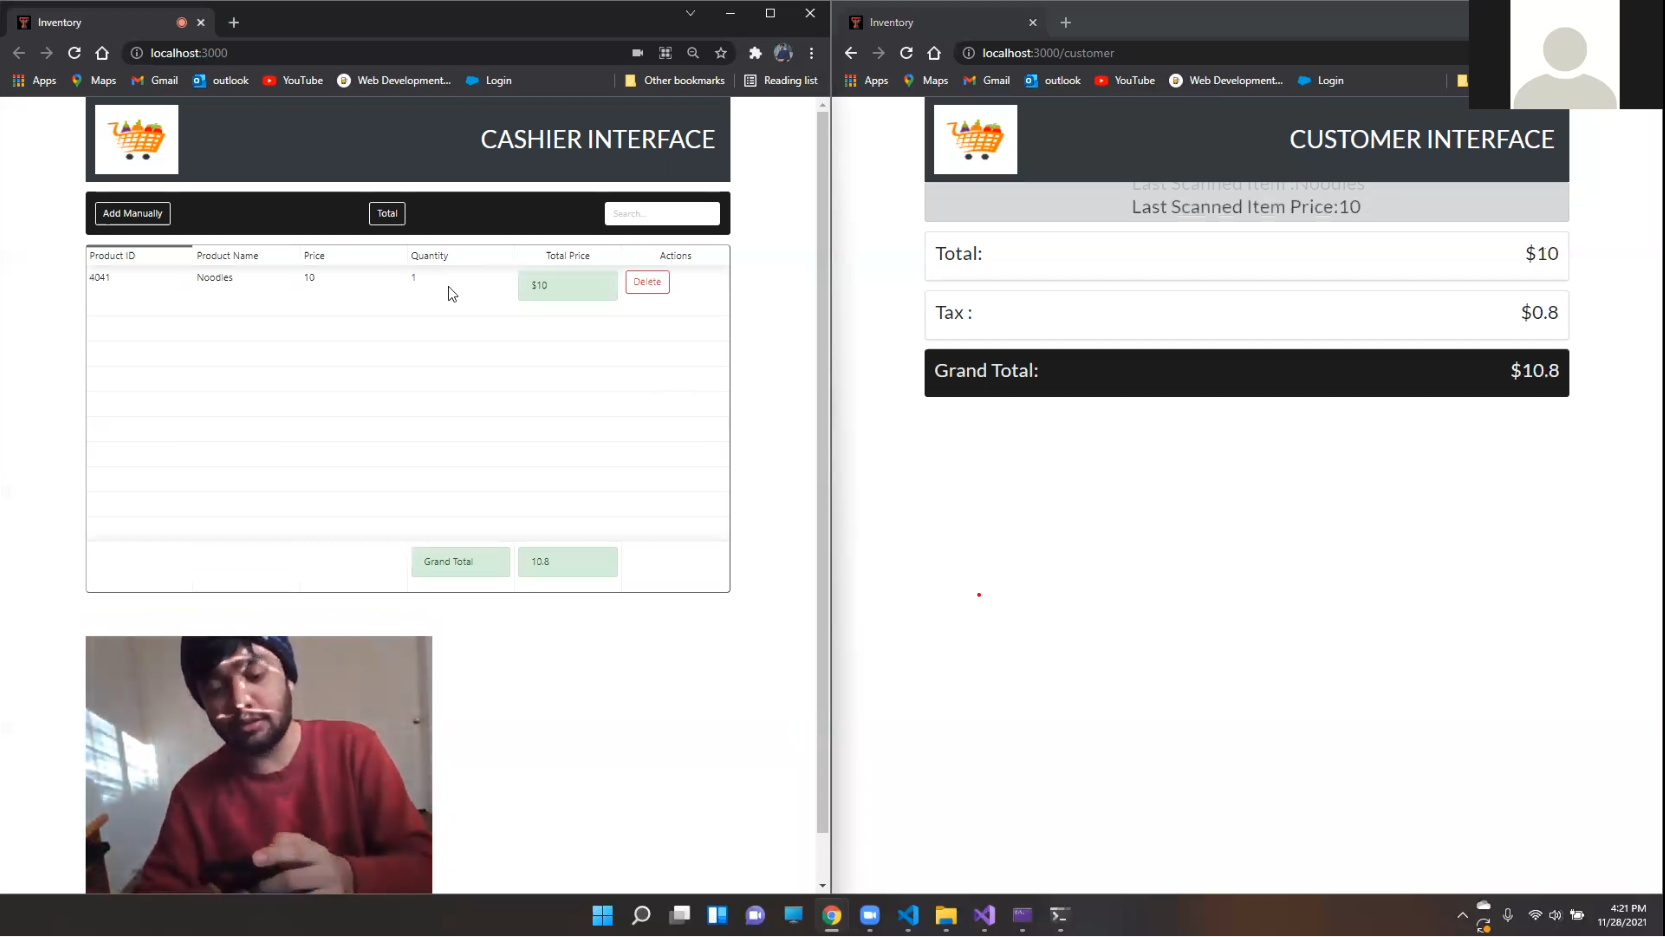 Inventory
localhost:3000
Apps Maps Gmail outlook YouTube Web Development... Login Other bookmarks Reading list
CASHIER INTERFACE
Add Manually Total Search...
Product ID Product Name Price Quantity Total Price Actions
4041 Noodles 10 1 $10 Delete
Grand Total 10.8
Inventory
localhost:3000/customer
Apps Maps Gmail outlook YouTube Web Development... Login
CUSTOMER INTERFACE
Last Scanned Item :Noodles
Last Scanned Item Price:10
Total: $10
Tax : $0.8
Grand Total: $10.8
4:21 PM
11/28/2021